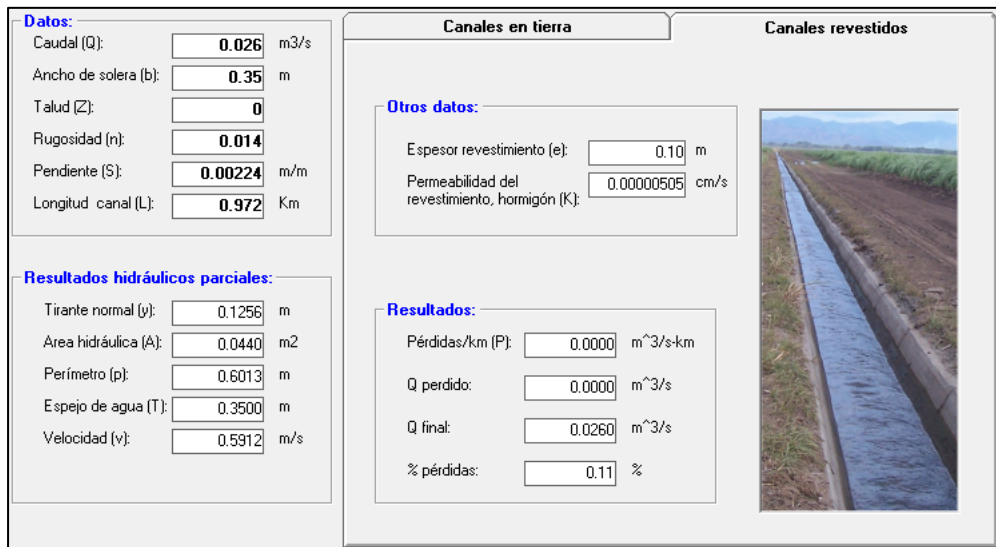 Datos:
Caudal (Q): 0.026 m3/s
Ancho de solera (b): 0.35 m
Talud (Z): 0
Rugosidad (n): 0.014
Pendiente (S): 0.00224 m/m
Longitud canal (L): 0.972 Km
Resultados hidráulicos parciales:
Tirante normal (y): 0.1256 m
Area hidráulica (A): 0.0440 m2
Perímetro (p): 0.6013 m
Espejo de agua (T): 0.3500 m
Velocidad (v): 0.5912 m/s
Canales en tierra
Canales revestidos
Otros datos:
Espesor revestimiento (e): 0.10 m
Permeabilidad del
revestimiento, hormigón (K): 0.00000505 cm/s
Resultados:
Pérdidas/km (P): 0.0000 m^3/s-km
Q perdido: 0.0000 m^3/s
Q final: 0.0260 m^3/s
% pérdidas: 0.11 %